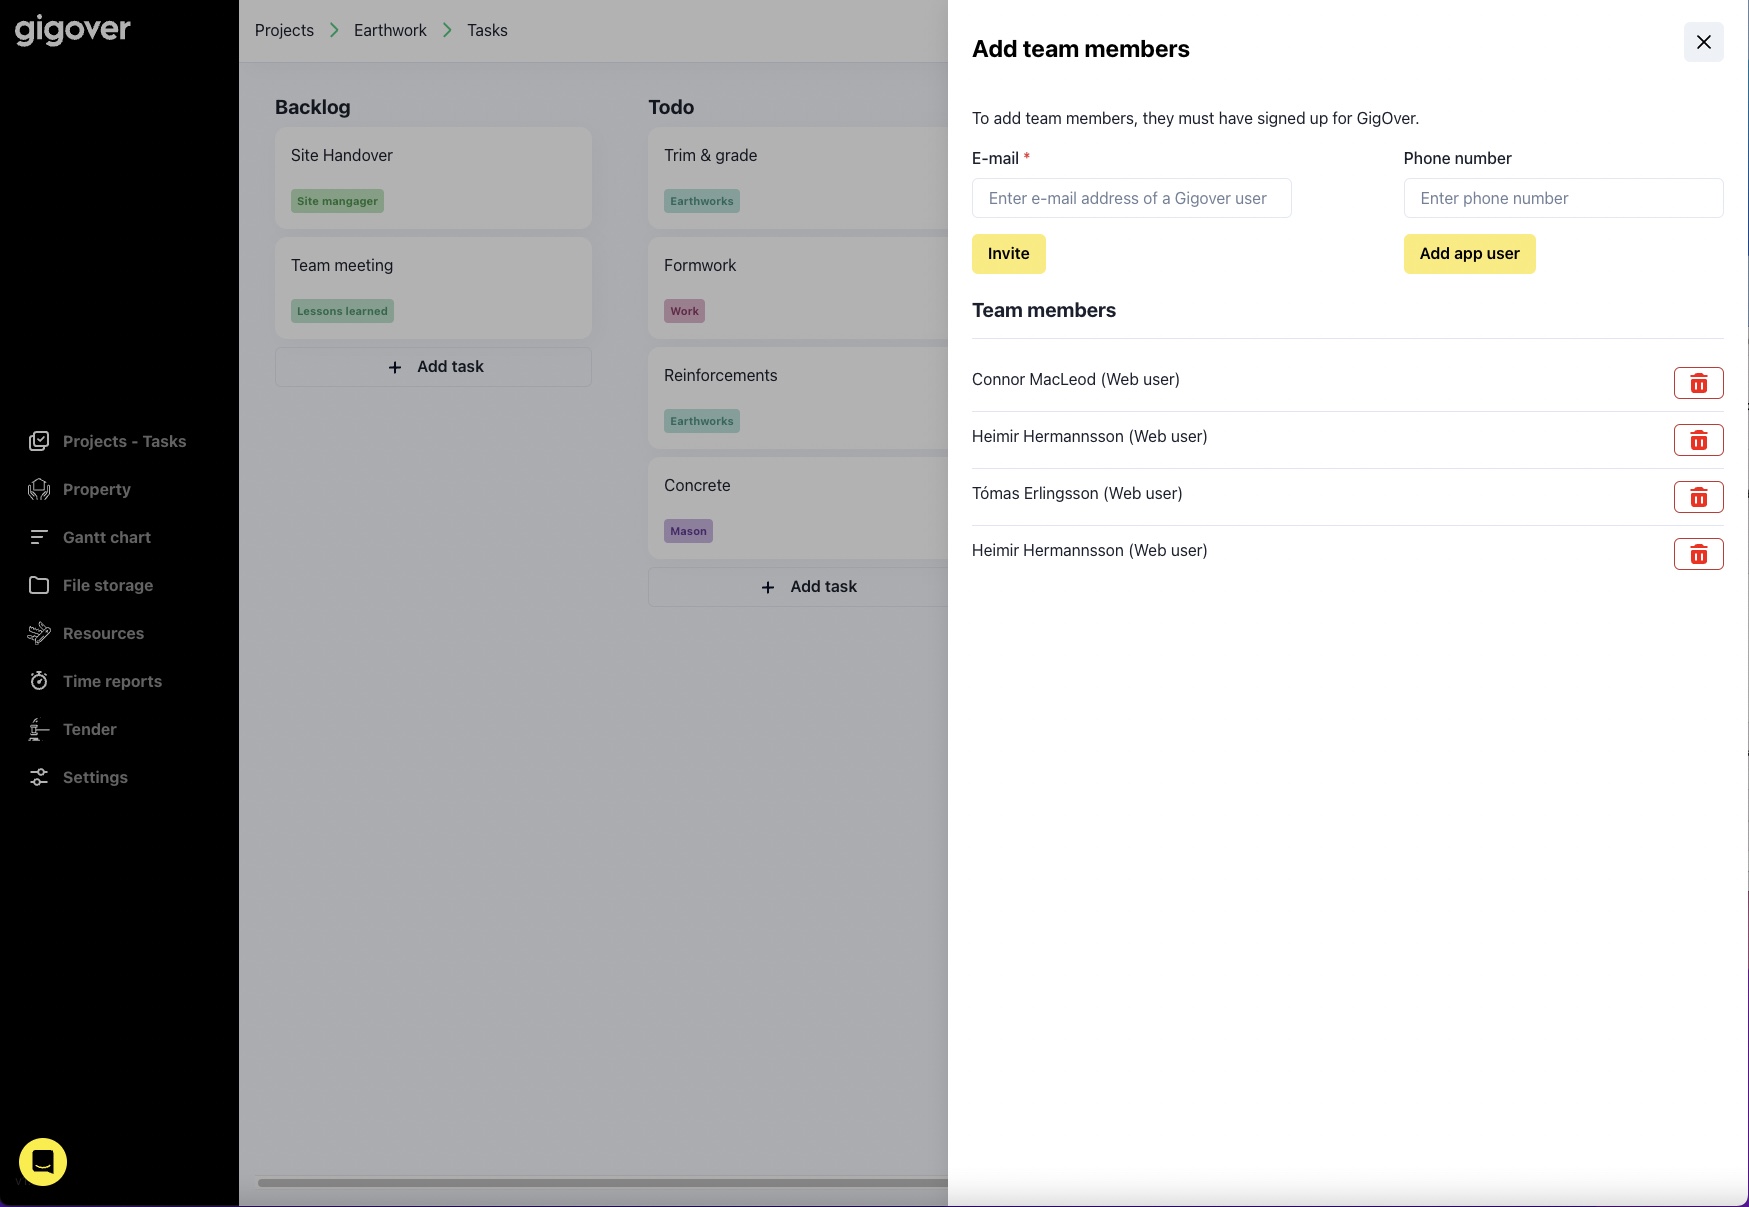 gigover
Projects - Tasks
Property
Gantt chart
File storage
Resources
Time reports
Tender
Settings
Projects > Earthwork > Tasks
Backlog
Site Handover
Site mangager
Team meeting
Lessons learned
+ Add task
Todo
Trim & grade
Earthworks
Formwork
Work
Reinforcements
Earthworks
Concrete
Mason
+ Add task
Add team members
To add team members, they must have signed up for GigOver.
E-mail *
Enter e-mail address of a Gigover user
Invite
Phone number
Enter phone number
Add app user
Team members
Connor MacLeod (Web user)
Heimir Hermannsson (Web user)
Tómas Erlingsson (Web user)
Heimir Hermannsson (Web user)